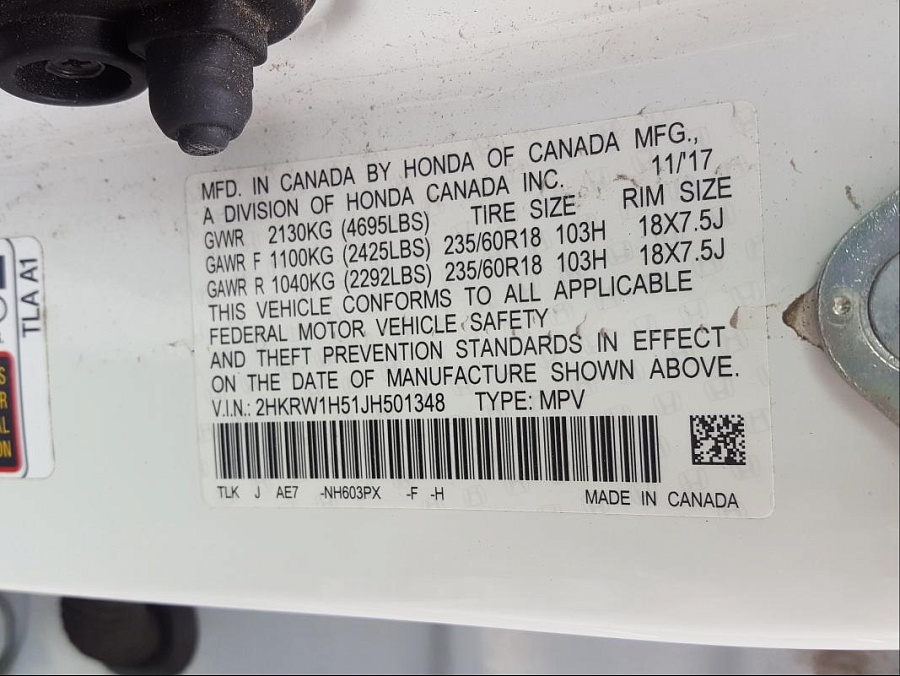 MFD. IN CANADA BY HONDA OF CANADA MFG.,
A DIVISION OF HONDA CANADA INC. 11/'17
GVWR 2130KG (4695LBS) TIRE SIZE RIM SIZE
GAWR F 1100KG (2425LBS) 235/60R18 103H 18X7.5J
GAWR R 1040KG (2292LBS) 235/60R18 103H 18X7.5J
THIS VEHICLE CONFORMS TO ALL APPLICABLE
FEDERAL MOTOR VEHICLE SAFETY
AND THEFT PREVENTION STANDARDS IN EFFECT
ON THE DATE OF MANUFACTURE SHOWN ABOVE.
V.I.N.: 2HKRW1H51JH501348 TYPE: MPV
TLK J AE7 -NH603PX -F -H MADE IN CANADA
TLA A1